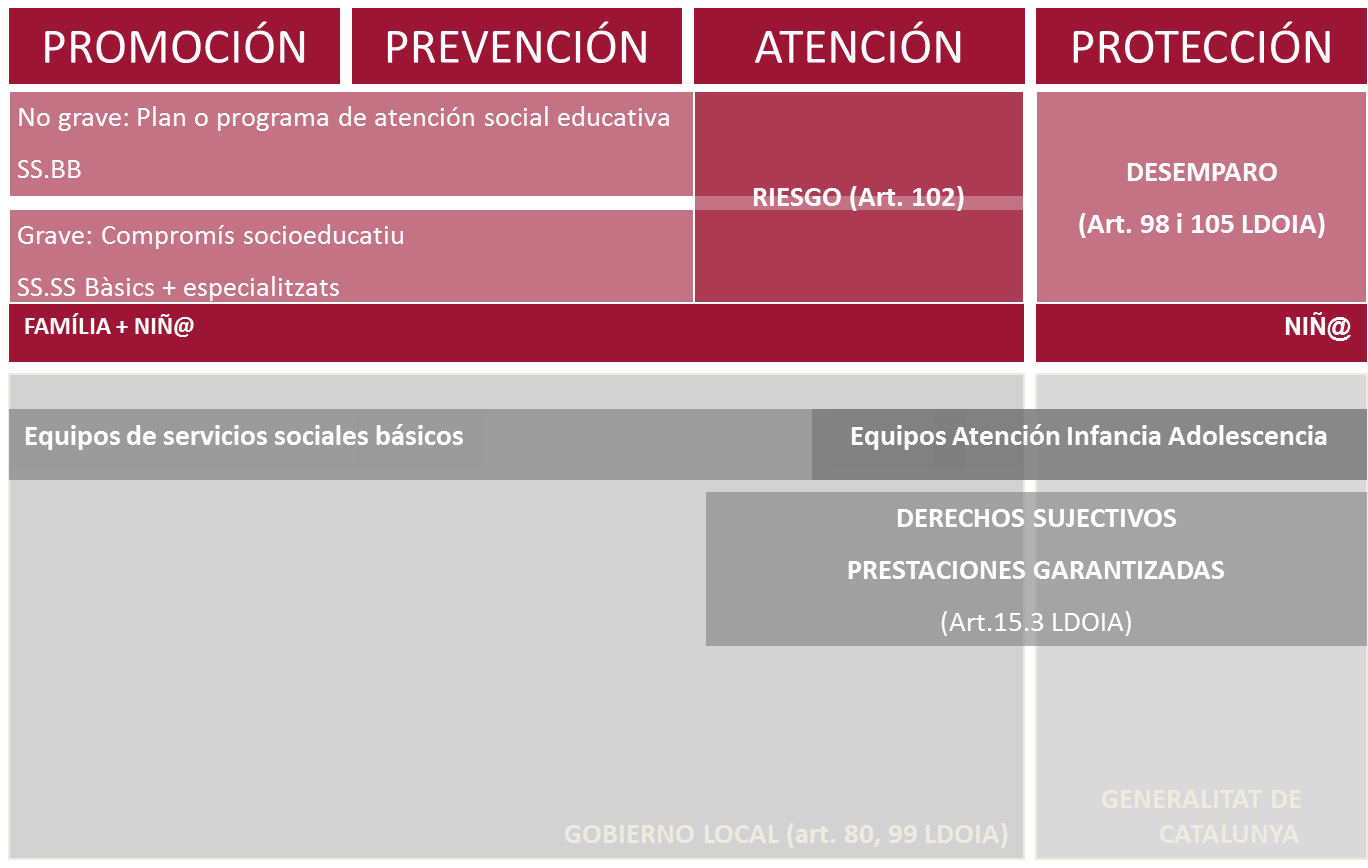 PROMOCIÓN
PREVENCIÓN
ATENCIÓN
PROTECCIÓN
No grave: Plan o programa de atención social educativa
SS.BB
Grave: Compromís socioeducatiu
SS.SS Bàsics + especialitzats
RIESGO (Art. 102)
DESEMPARO
(Art. 98 i 105 LDOIA)
FAMÍLIA + NIÑ@
NIÑ@
Equipos de servicios sociales básicos
Equipos Atención Infancia Adolescencia
DERECHOS SUJECTIVOS
PRESTACIONES GARANTIZADAS
(Art.15.3 LDOIA)
GOBIERNO LOCAL (art. 80, 99 LDOIA)
GENERALITAT DE
CATALUNYA